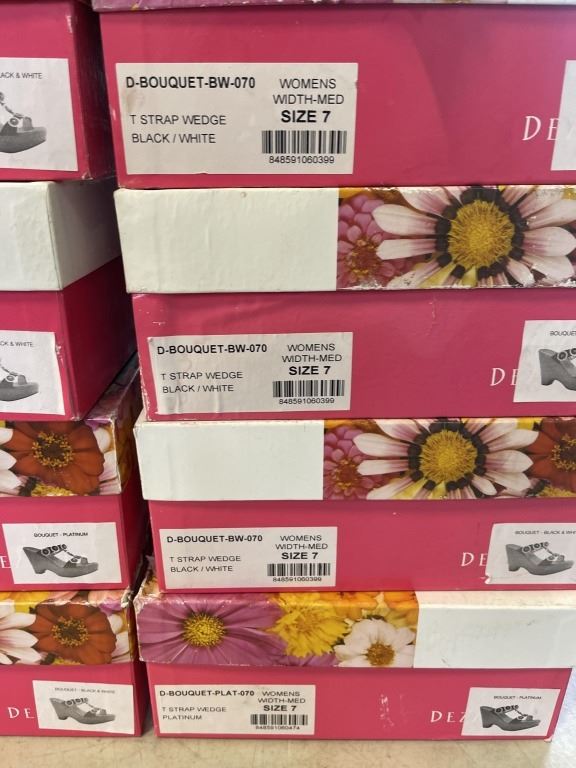 ACK & WHITE
D-BOUQUET-BW-070 WOMENS
WIDTH-MED
T STRAP WEDGE SIZE 7
BLACK / WHITE
848591060399
DE
CK & WHITE
D-BOUQUET-BW-070 WOMENS
WIDTH-MED
T STRAP WEDGE SIZE 7
BLACK / WHITE
848591060399
DE
BOUQUET
BOUQUET - PLATINUM
D-BOUQUET-BW-070 WOMENS
WIDTH-MED
T STRAP WEDGE SIZE 7
BLACK / WHITE
848591060399
DE
BOUQUET - BLACK & W
BOUQUET - BLACK & WHITE
DE
D-BOUQUET-PLAT-070 WOMENS
WIDTH-MED
T STRAP WEDGE SIZE 7
PLATINUM
848591060474
DEZ
BOUQUET - PLATINUM